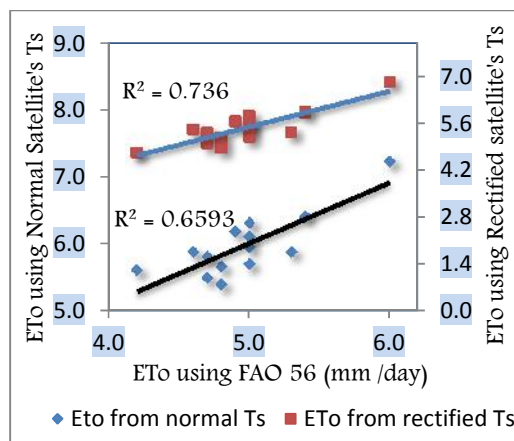 ETo using Normal Satellite's Ts
9.0
8.0
7.0
6.0
5.0
R² = 0.736
R² = 0.6593
7.0
5.6
4.2
2.8
1.4
0.0
ETo using Rectified satellite's Ts
4.0 5.0 6.0
ETo using FAO 56 (mm /day)
Eto from normal Ts ETo from rectified Ts